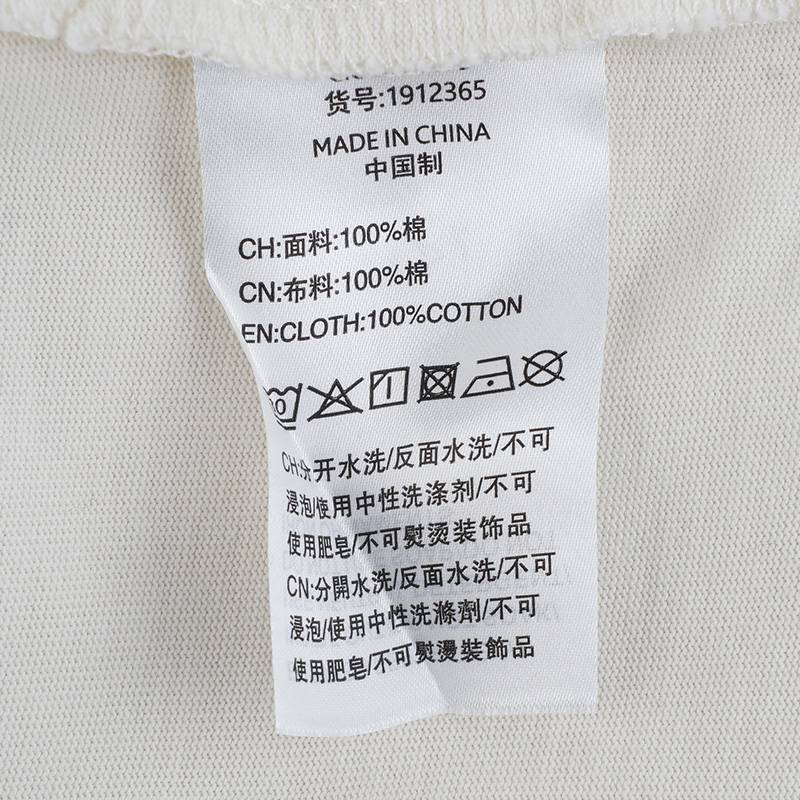 货号:1912365
MADE IN CHINA
中国制
CH:面料:100%棉
CN:布料:100%棉
EN:CLOTH:100%COTTON
CH:分开水洗/反面水洗/不可
浸泡/使用中性洗涤剂/不可
使用肥皂/不可熨烫装饰品
CN:分開水洗/反面水洗/不可
浸泡/使用中性洗滌劑/不可
使用肥皂/不可熨燙裝飾品